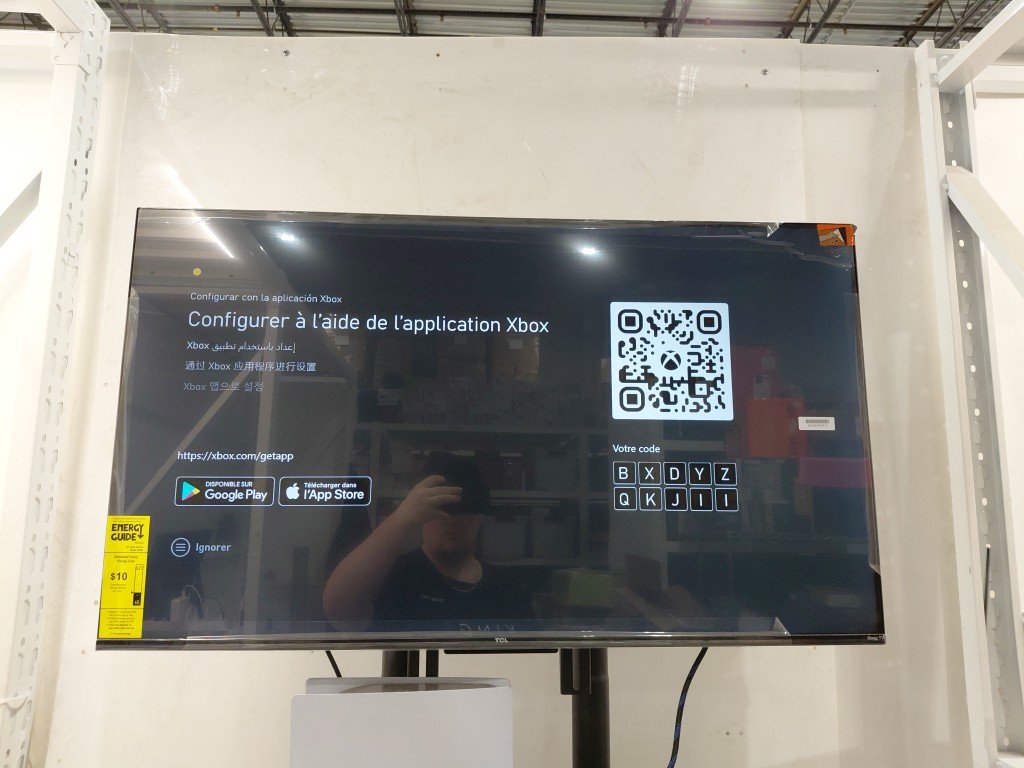 Configurar con la aplicación Xbox
Configurer à l'aide de l'application Xbox
إعداد باستخدام تطبيق Xbox
通过 Xbox 应用程序进行设置
Xbox 앱으로 설정
https://xbox.com/getapp
DISPONIBLE SUR
Google Play
Télécharger dans
l'App Store
Ignorer
Votre code
B X D Y Z
Q K J I I
ENERGY
GUIDE
$10
TCL
Roku TV